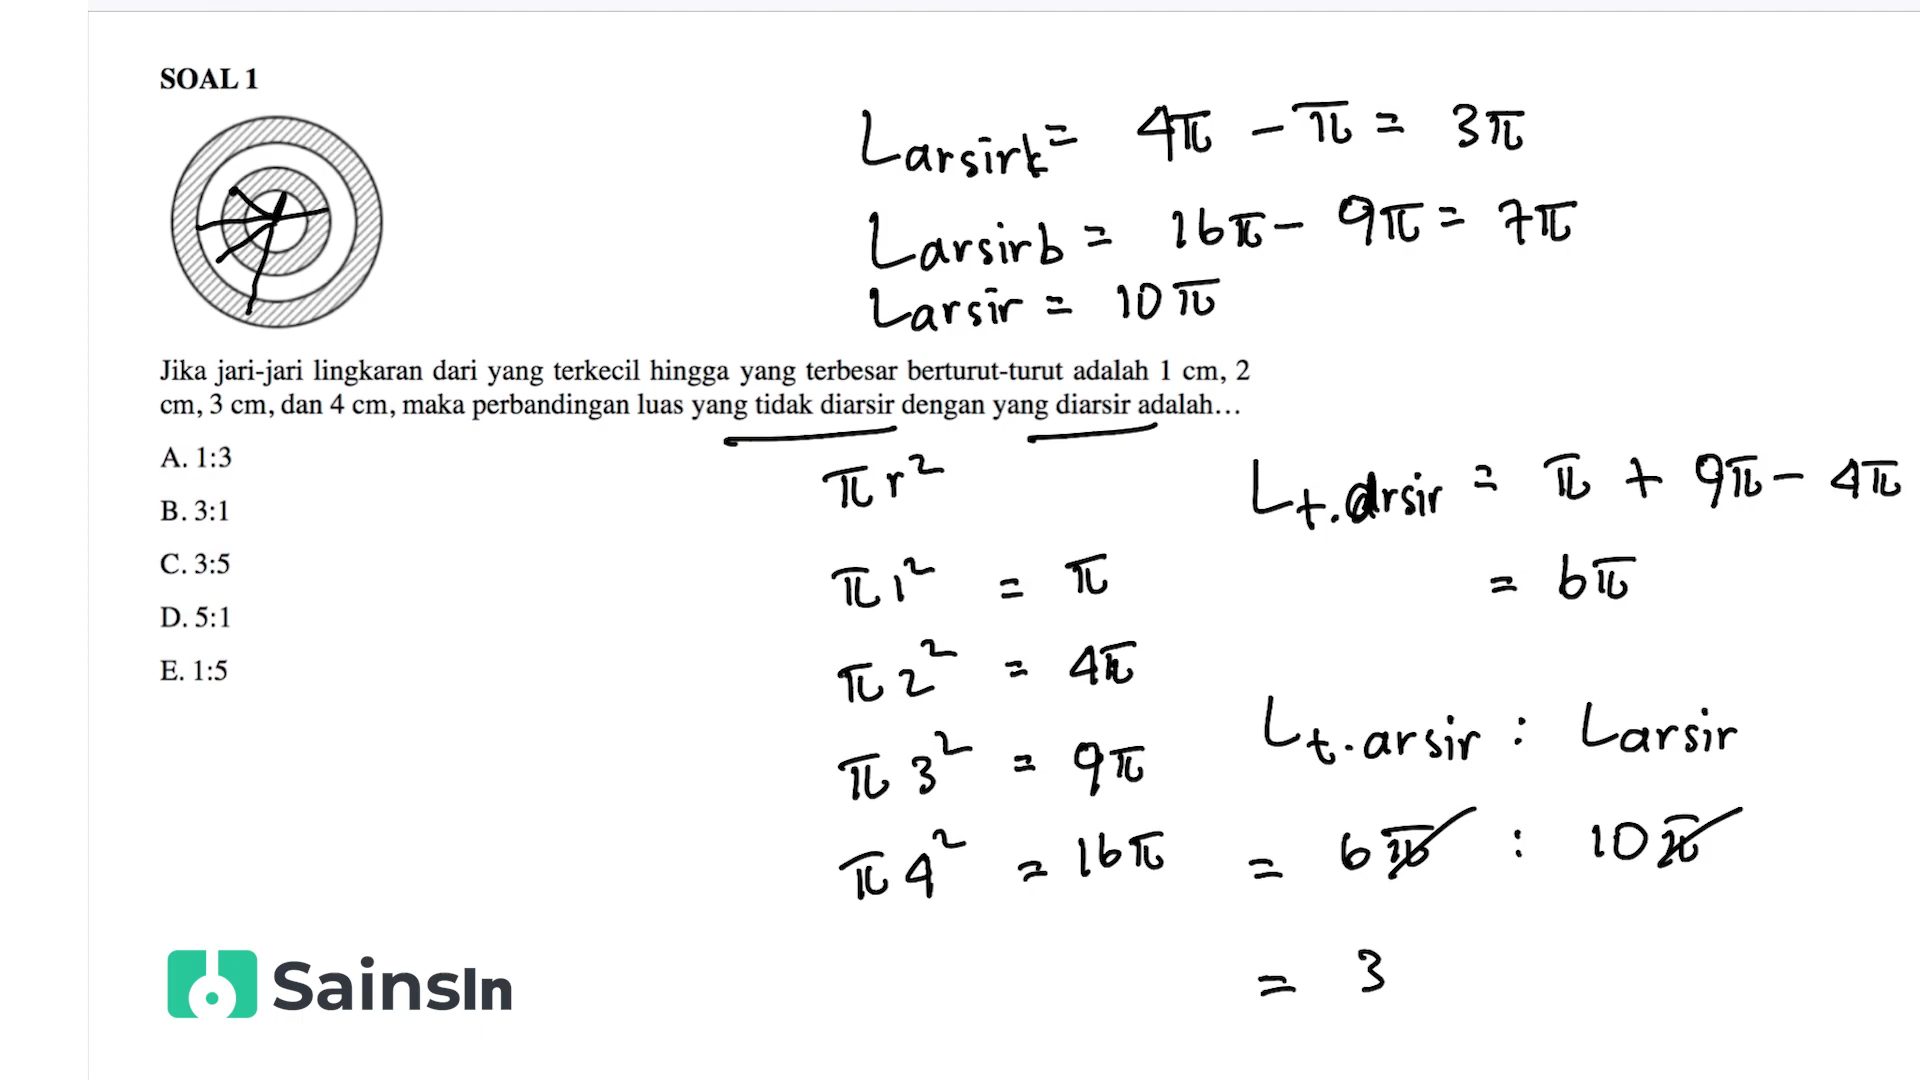 SOAL 1
Larsirk = 4π - π = 3π
Larsirb = 16π - 9π = 7π
Larsir = 10π
Jika jari-jari lingkaran dari yang terkecil hingga yang terbesar berturut-turut adalah 1 cm, 2
cm, 3 cm, dan 4 cm, maka perbandingan luas yang tidak diarsir dengan yang diarsir adalah…
A. 1:3
B. 3:1
C. 3:5
D. 5:1
E. 1:5
πr²
π1² = π
π2² = 4π
π3² = 9π
π4² = 16π
Lt.arsir = π + 9π - 4π
= 6π
Lt.arsir : Larsir
= 6π : 10π
= 3
SainsIn